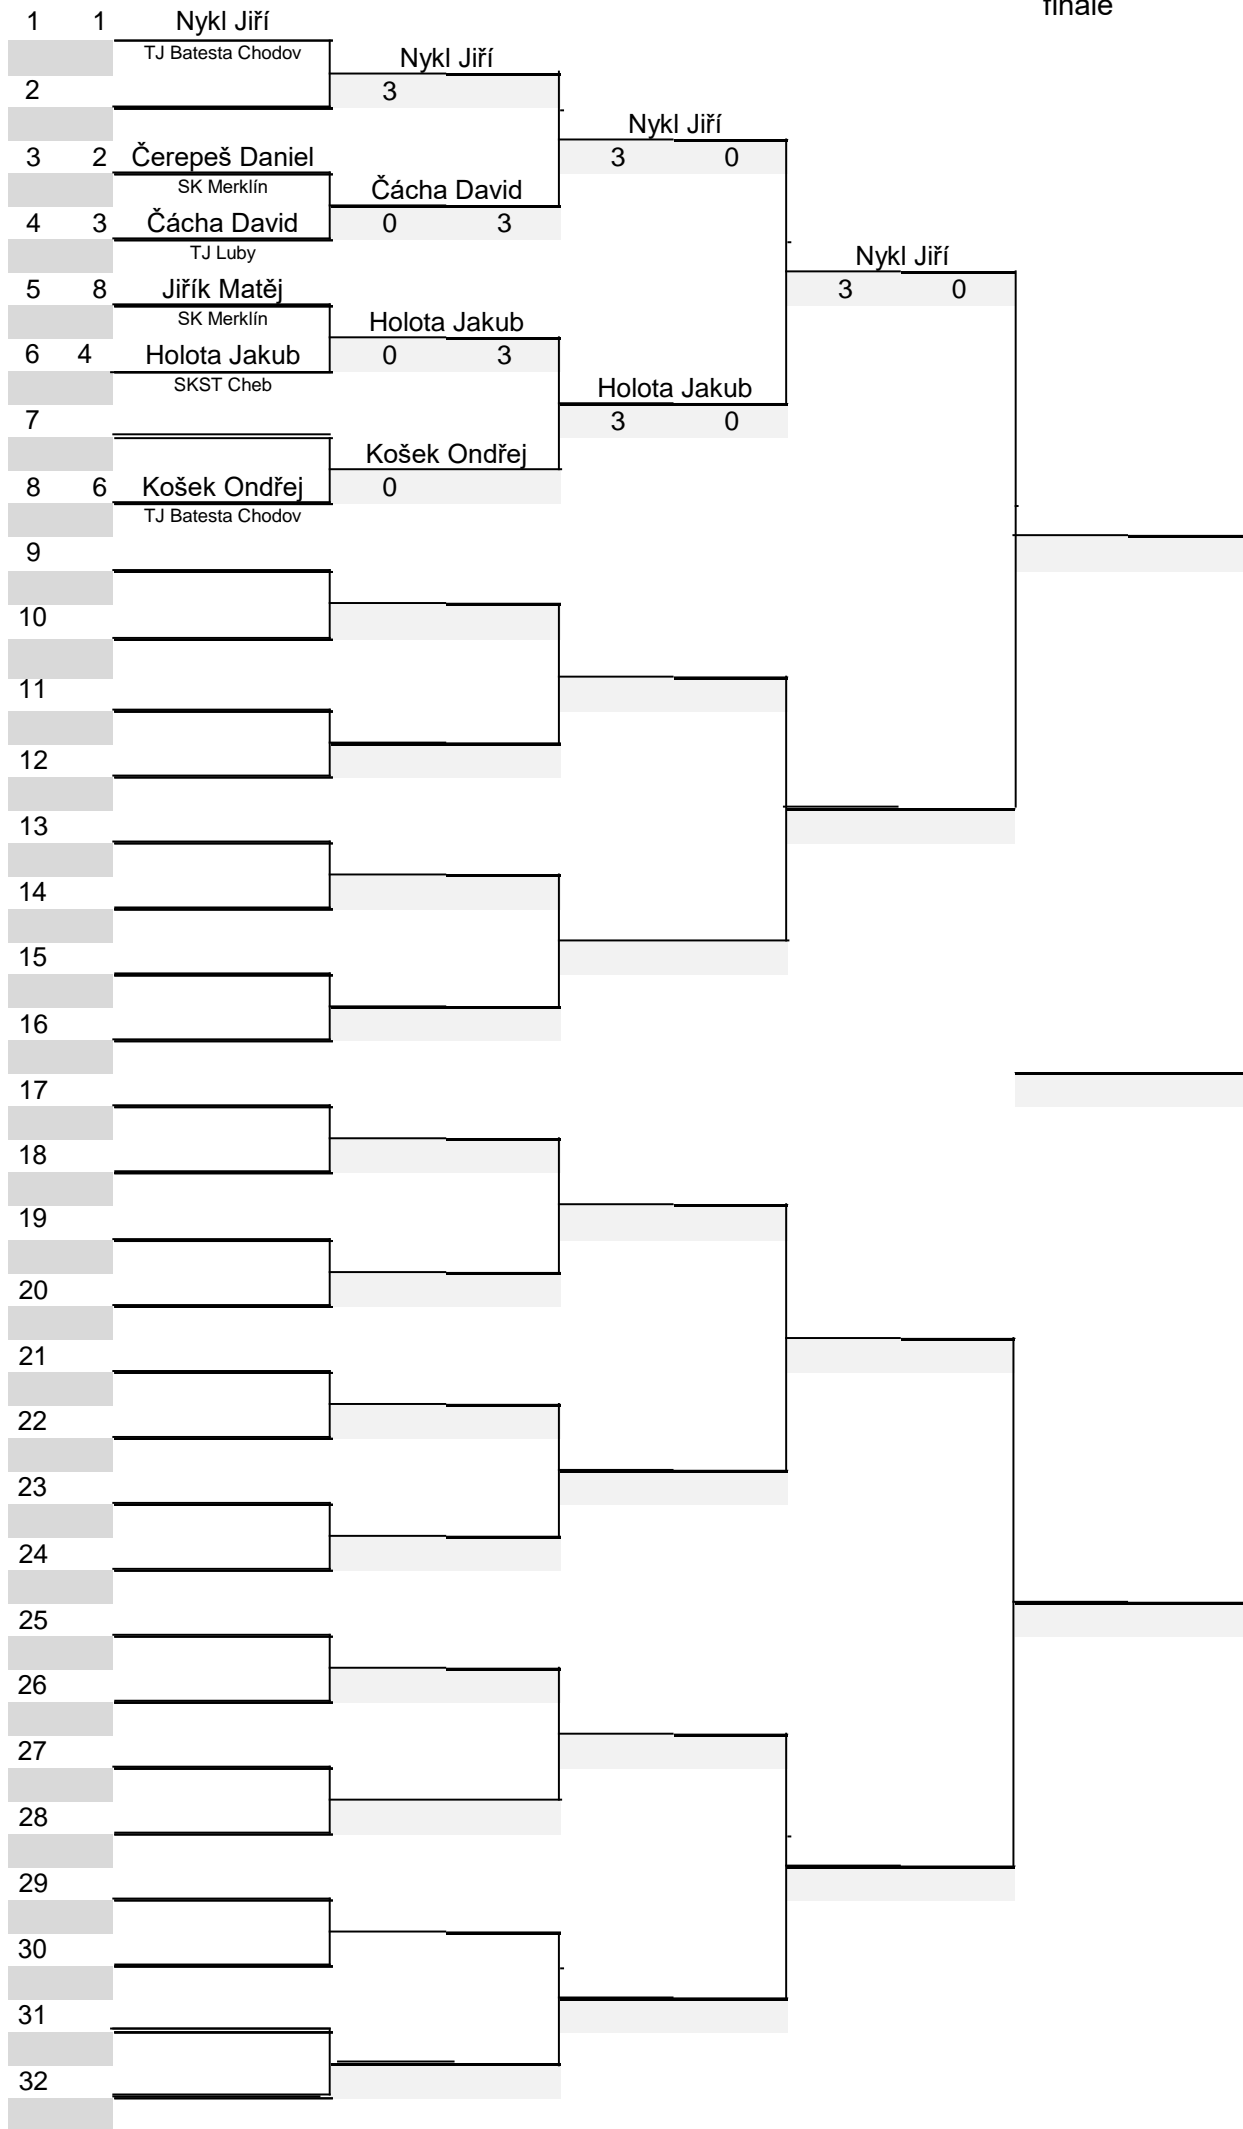 finále
1 1 Nykl Jiří
TJ Batesta Chodov
Nykl Jiří
2 3
Nykl Jiří
3 2 Čerepeš Daniel 3 0
SK Merklín
Čácha David
4 3 Čácha David 0 3
TJ Luby
Nykl Jiří
5 8 Jiřík Matěj 3 0
SK Merklín
Holota Jakub
6 4 Holota Jakub 0 3
SKST Cheb
Holota Jakub
7 3 0
Košek Ondřej
8 6 Košek Ondřej 0
TJ Batesta Chodov
9
10
11
12
13
14
15
16
17
18
19
20
21
22
23
24
25
26
27
28
29
30
31
32